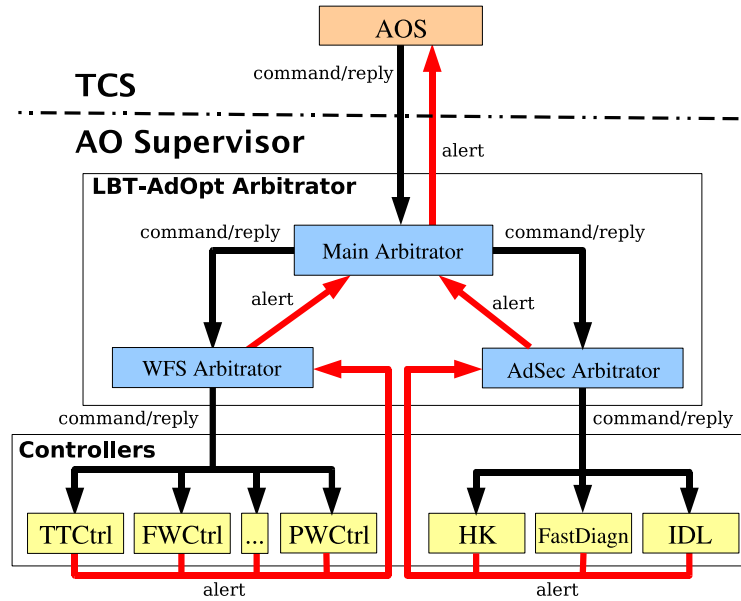 AOS
command/reply
TCS
AO Supervisor
alert
LBT-AdOpt Arbitrator
command/reply
command/reply
Main Arbitrator
alert
alert
WFS Arbitrator
AdSec Arbitrator
command/reply
command/reply
Controllers
TTCtrl
FWCtrl
...
PWCtrl
HK
FastDiagn
IDL
alert
alert